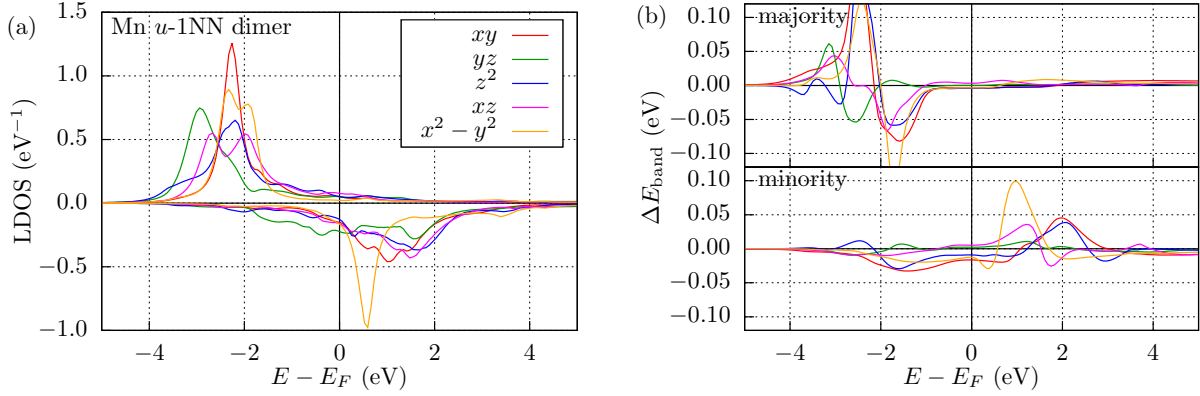 (a)
Mn u-1NN dimer
xy
yz
z²
xz
x² − y²
LDOS (eV⁻¹)
1.5
1.0
0.5
0.0
−0.5
−1.0
−4 −2 0 2 4
E − E_F (eV)
(b)
majority
0.10
0.05
0.00
−0.05
−0.10
ΔE_band (eV)
minority
0.10
0.05
0.00
−0.05
−0.10
−4 −2 0 2 4
E − E_F (eV)